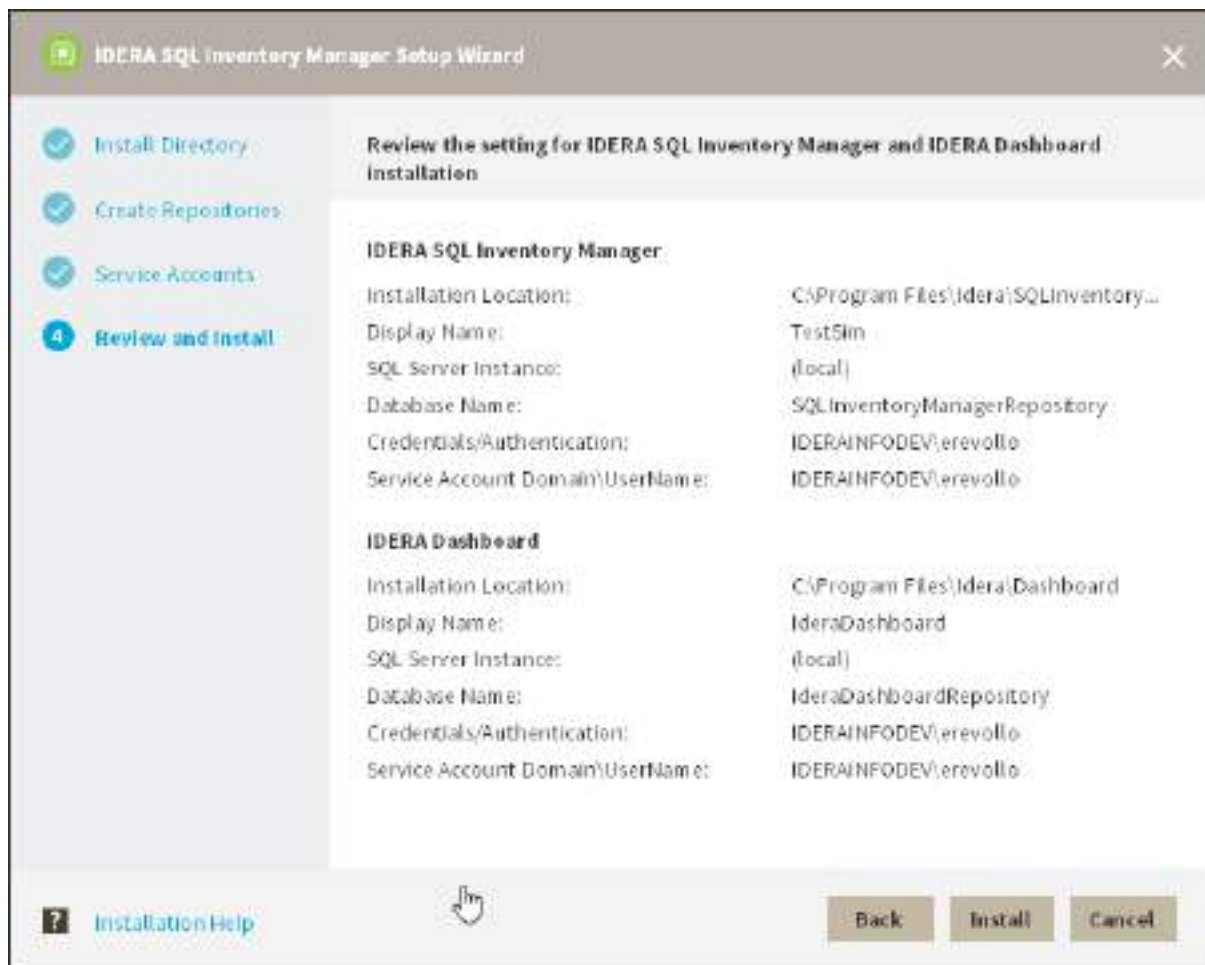 IDERA SQL Inventory Manager Setup Wizard
Install Directory
Create Repositories
Service Accounts
4 Review and Install
Review the setting for IDERA SQL Inventory Manager and IDERA Dashboard
installation
IDERA SQL Inventory Manager
Installation Location: C:\Program Files\Idera\SQLInventory...
Display Name: TestSim
SQL Server Instance: (local)
Database Name: SQLInventoryManagerRepository
Credentials/Authentication: IDERAINFODEV\erevollo
Service Account Domain\UserName: IDERAINFODEV\erevollo
IDERA Dashboard
Installation Location: C:\Program Files\Idera\Dashboard
Display Name: IderaDashboard
SQL Server Instance: (local)
Database Name: IderaDashboardRepository
Credentials/Authentication: IDERAINFODEV\erevollo
Service Account Domain\UserName: IDERAINFODEV\erevollo
? Installation Help
Back Install Cancel